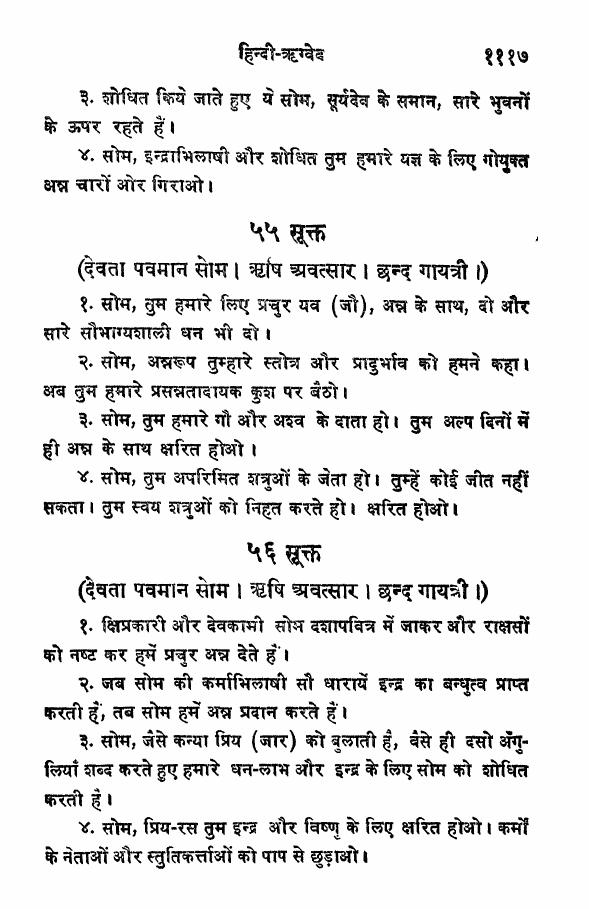 हिन्दी-ऋग्वेद १११७
३. शोधित किये जाते हुए ये सोम, सूर्यदेव के समान, सारे भुवनों
के ऊपर रहते हैं।
४. सोम, इन्द्राभिलाषी और शोधित तुम हमारे यज्ञ के लिए गोयुक्त
अन्न चारों ओर गिराओ।
५५ सूक्त
(देवता पवमान सोम। ऋषि अवत्सार। छन्द गायत्री।)
१. सोम, तुम हमारे लिए प्रचुर यव (जौ), अन्न के साथ, दो और
सारे सौभाग्यशाली धन भी दो।
२. सोम, अन्नरूप तुम्हारे स्तोत्र और प्रादुर्भाव को हमने कहा।
अब तुम हमारे प्रसन्नतादायक कुश पर बैठो।
३. सोम, तुम हमारे गौ और अश्व के दाता हो। तुम अल्प दिनों में
ही अन्न के साथ क्षरित होओ।
४. सोम, तुम अपरिमित शत्रुओं के जेता हो। तुम्हें कोई जीत नहीं
सकता। तुम स्वय शत्रुओं को निहत करते हो। क्षरित होओ।
५६ सूक्त
(देवता पवमान सोम। ऋषि अवत्सार। छन्द गायत्री।)
१. क्षिप्रकारी और देवकामी सोम दशापवित्र में जाकर और राक्षसों
को नष्ट कर हमें प्रचुर अन्न देते हैं।
२. जब सोम की कर्माभिलाषी सौ धारायें इन्द्र का बन्धुत्व प्राप्त
करती हैं, तब सोम हमें अन्न प्रदान करते हैं।
३. सोम, जैसे कन्या प्रिय (जार) को बुलाती है, वैसे ही दसो अँगु-
लियाँ शब्द करते हुए हमारे धन-लाभ और इन्द्र के लिए सोम को शोधित
करती हैं।
४. सोम, प्रिय-रस तुम इन्द्र और विष्णु के लिए क्षरित होओ। कर्मों
के नेताओं और स्तुतिकर्त्ताओं को पाप से छुड़ाओ।